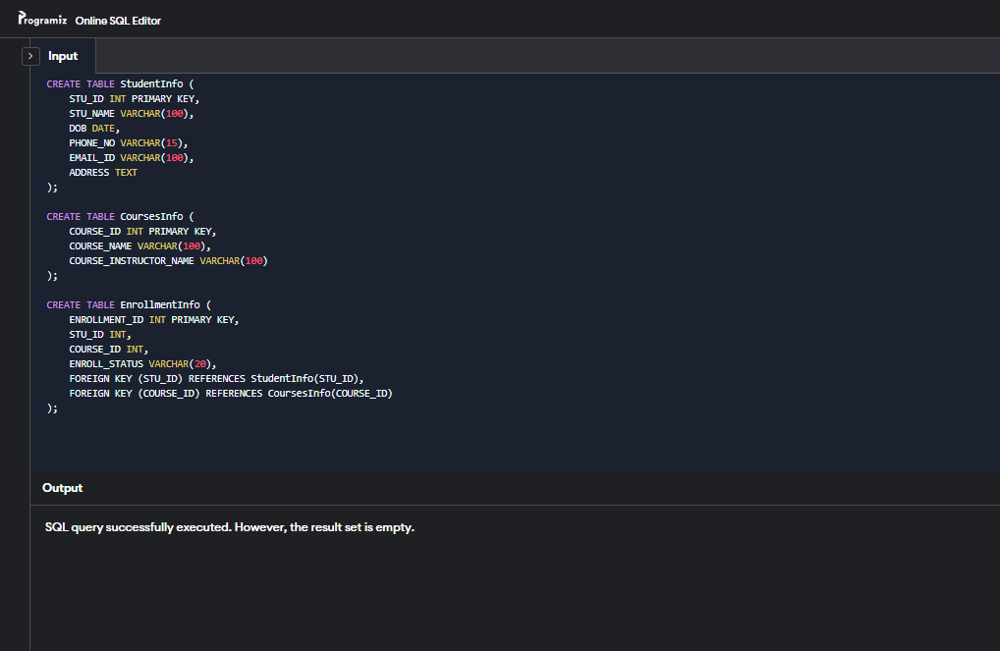 Programiz Online SQL Editor
Input
CREATE TABLE StudentInfo (
    STU_ID INT PRIMARY KEY,
    STU_NAME VARCHAR(100),
    DOB DATE,
    PHONE_NO VARCHAR(15),
    EMAIL_ID VARCHAR(100),
    ADDRESS TEXT
);
CREATE TABLE CoursesInfo (
    COURSE_ID INT PRIMARY KEY,
    COURSE_NAME VARCHAR(100),
    COURSE_INSTRUCTOR_NAME VARCHAR(100)
);
CREATE TABLE EnrollmentInfo (
    ENROLLMENT_ID INT PRIMARY KEY,
    STU_ID INT,
    COURSE_ID INT,
    ENROLL_STATUS VARCHAR(20),
    FOREIGN KEY (STU_ID) REFERENCES StudentInfo(STU_ID),
    FOREIGN KEY (COURSE_ID) REFERENCES CoursesInfo(COURSE_ID)
);
Output
SQL query successfully executed. However, the result set is empty.